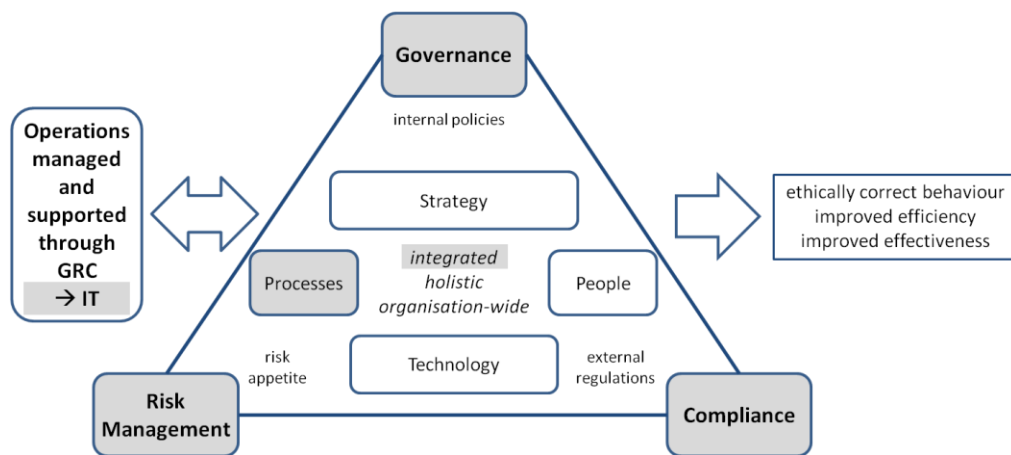 Governance
internal policies
Operations
managed
and
supported
through
GRC
→ IT
Strategy
ethically correct behaviour
improved efficiency
improved effectiveness
Processes
integrated
holistic
organisation-wide
People
risk
appetite
Technology
external
regulations
Risk
Management
Compliance